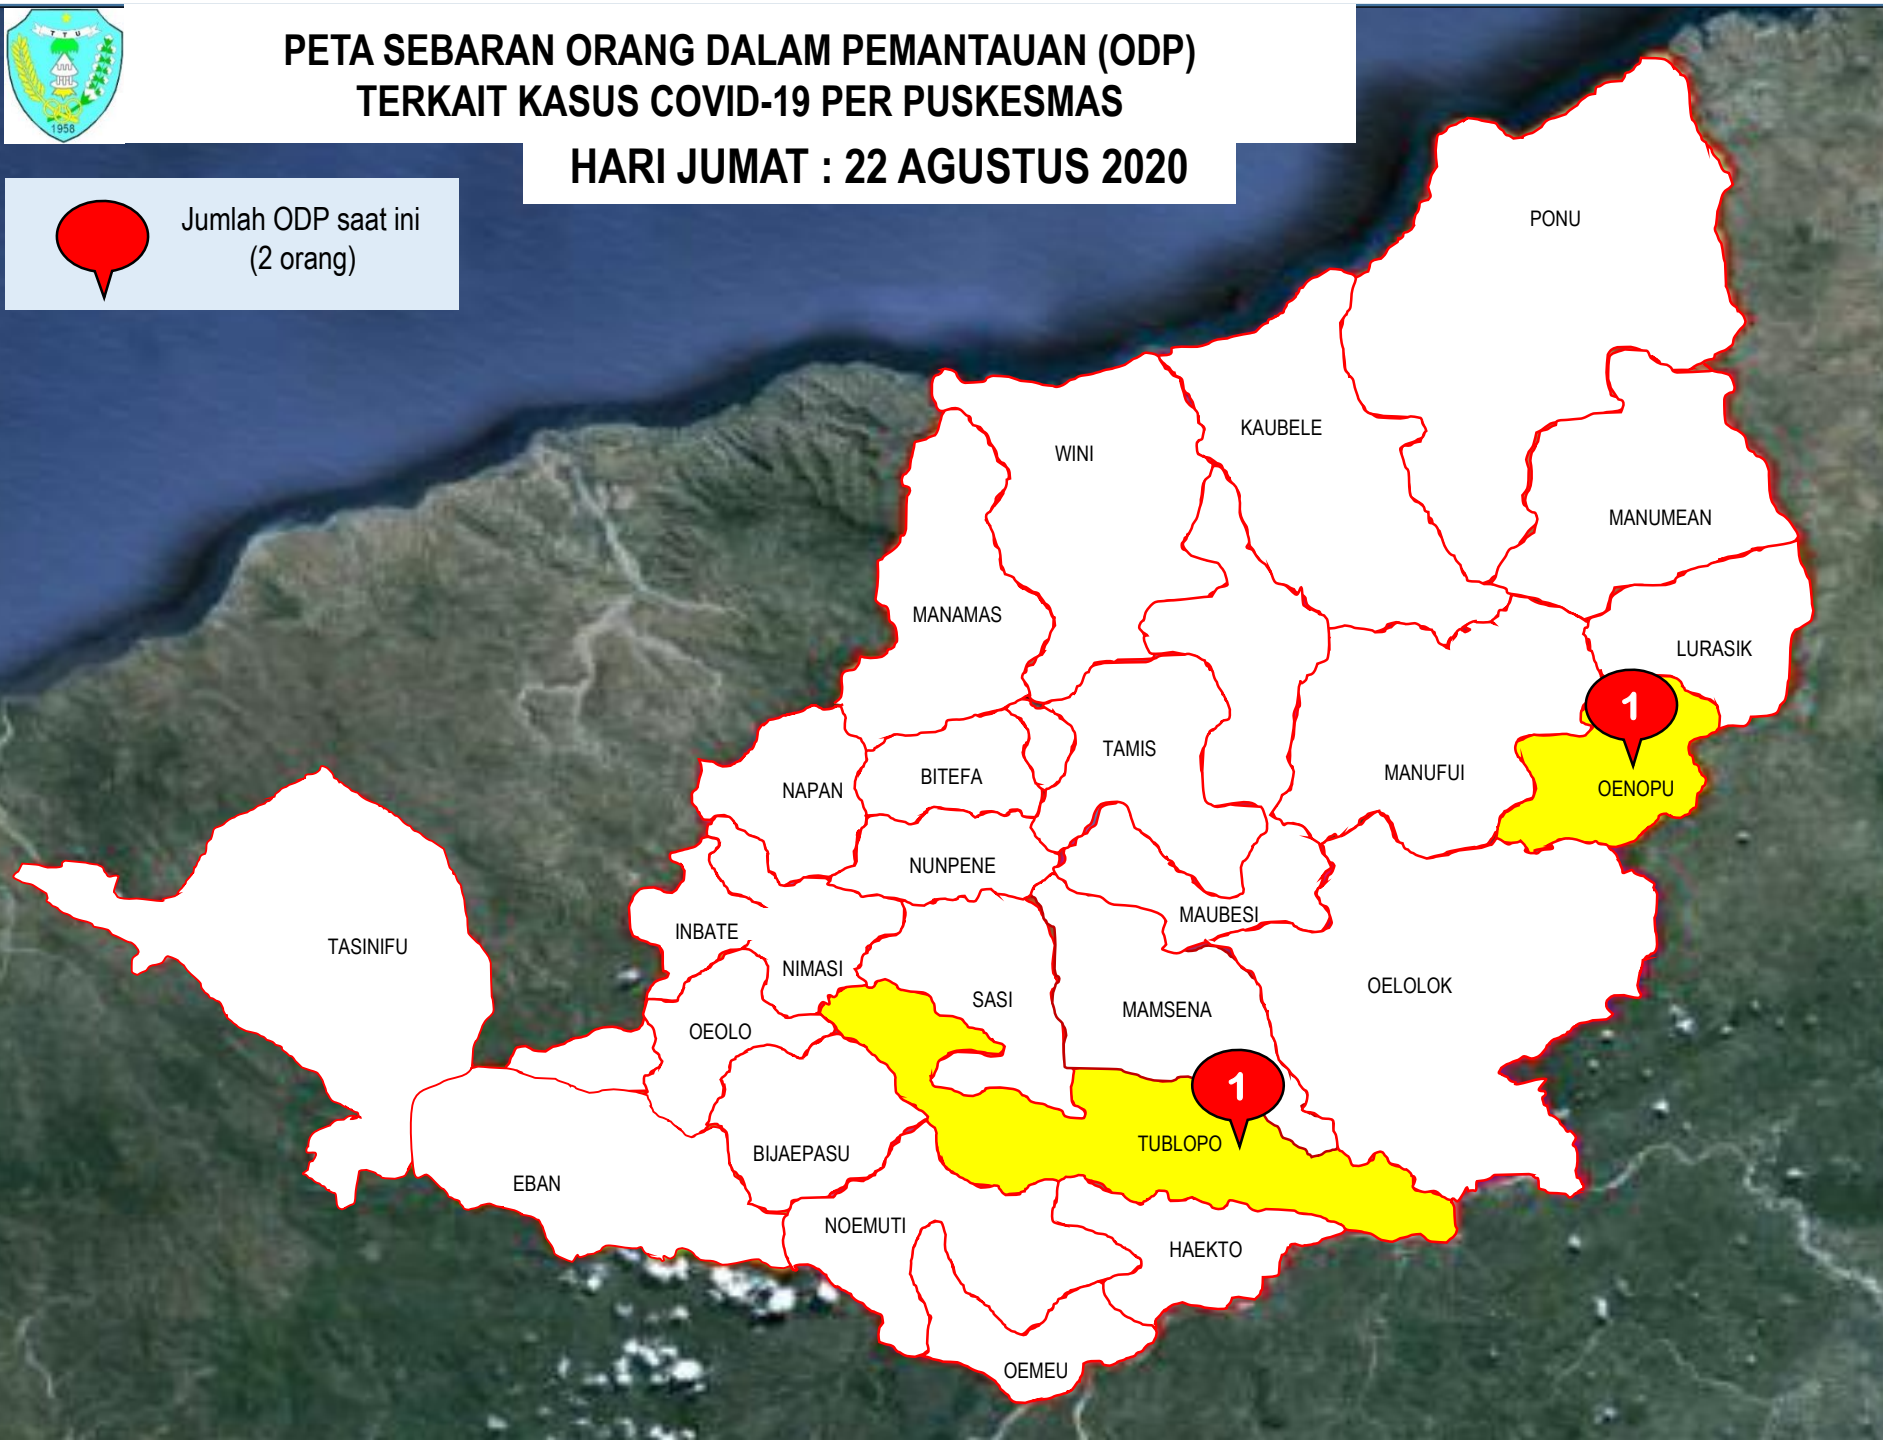 T T U
1958
PETA SEBARAN ORANG DALAM PEMANTAUAN (ODP)
TERKAIT KASUS COVID-19 PER PUSKESMAS
HARI JUMAT : 22 AGUSTUS 2020
Jumlah ODP saat ini
(2 orang)
PONU
KAUBELE
WINI
MANUMEAN
MANAMAS
LURASIK
1
TAMIS
MANUFUI
BITEFA
NAPAN
OENOPU
NUNPENE
MAUBESI
INBATE
TASINIFU
NIMASI
OELOLOK
SASI
MAMSENA
OEOLO
1
TUBLOPO
BIJAEPASU
EBAN
NOEMUTI
HAEKTO
OEMEU